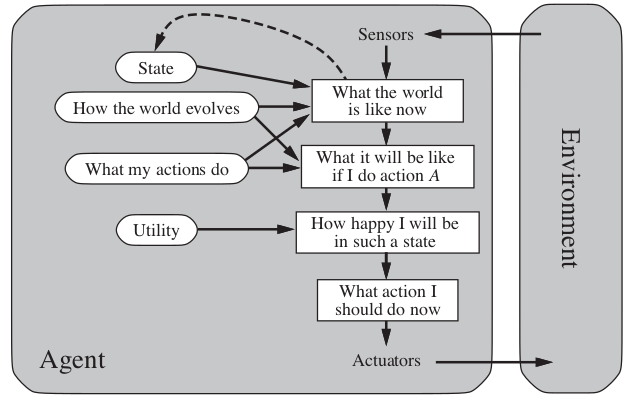 Sensors
State
What the world
is like now
How the world evolves
What my actions do
What it will be like
if I do action A
Utility
How happy I will be
in such a state
What action I
should do now
Agent
Actuators
Environment